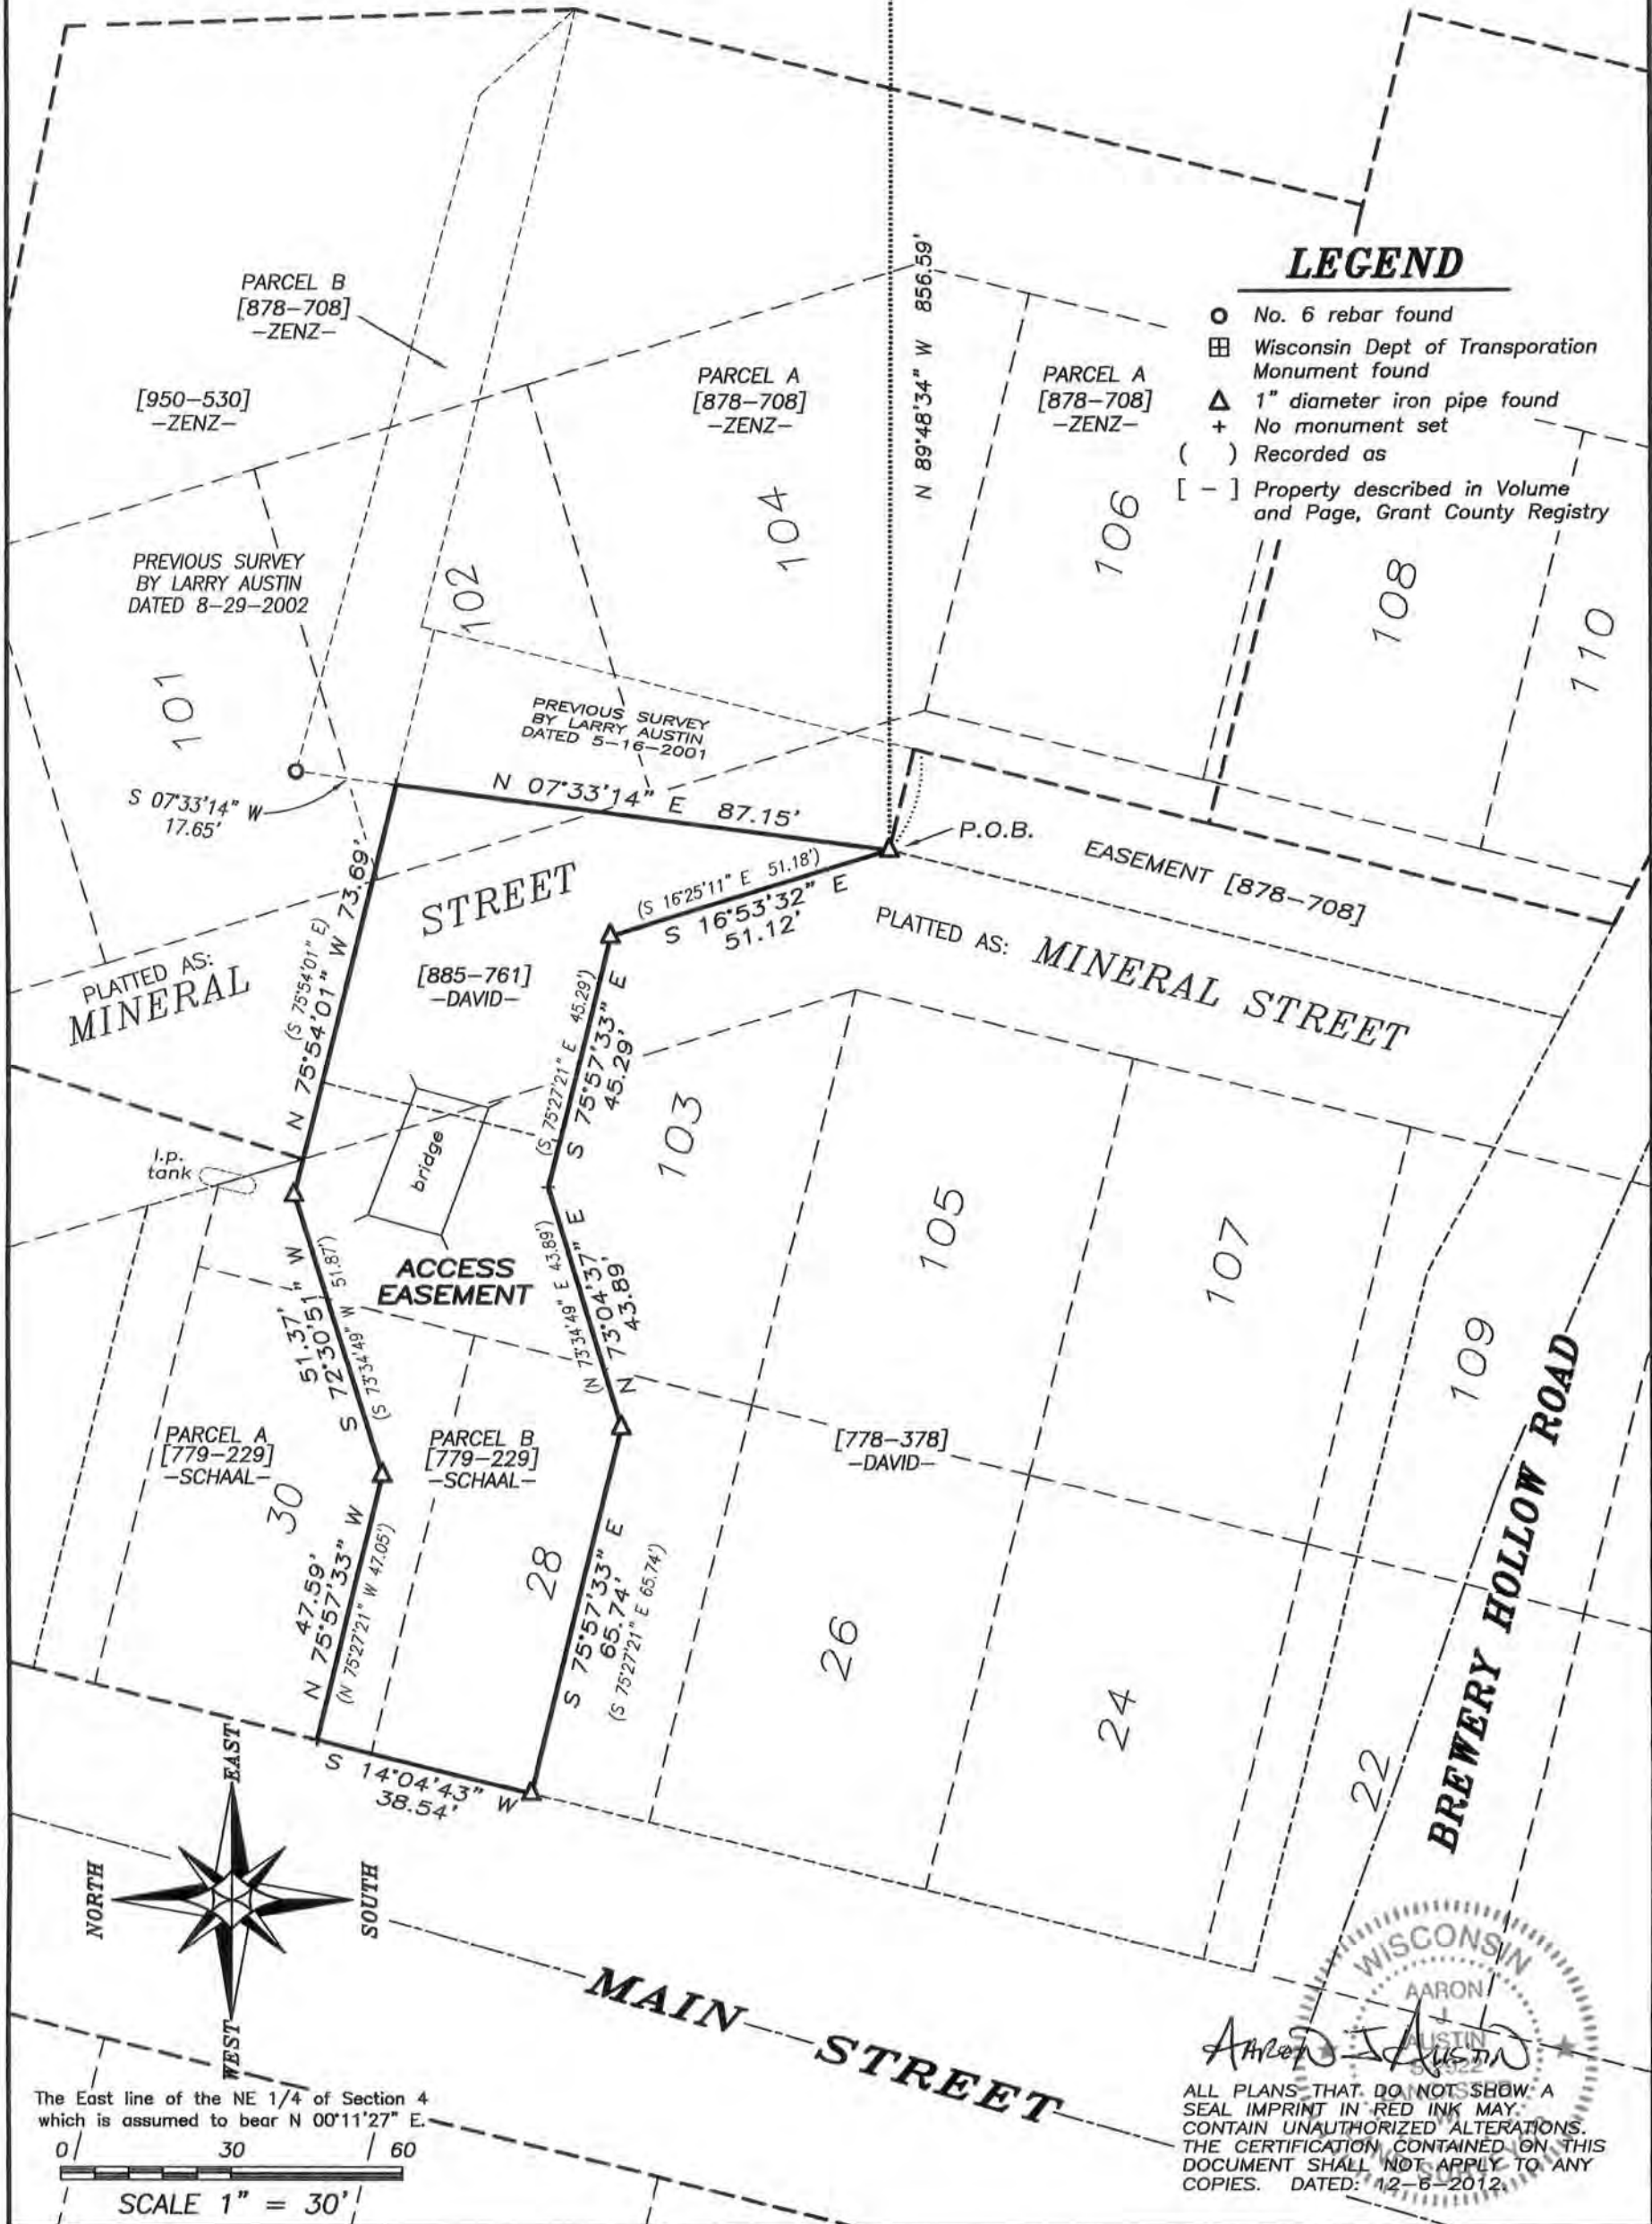 LEGEND
No. 6 rebar found
Wisconsin Dept of Transporation
Monument found
1" diameter iron pipe found
+ No monument set
( ) Recorded as
[ - ] Property described in Volume
and Page, Grant County Registry
PARCEL B
[878-708]
-ZENZ-
[950-530]
-ZENZ-
PARCEL A
[878-708]
-ZENZ-
N 89°48'34" W 856.59'
PARCEL A
[878-708]
-ZENZ-
104
106
108
110
102
101
PREVIOUS SURVEY
BY LARRY AUSTIN
DATED 8-29-2002
PREVIOUS SURVEY
BY LARRY AUSTIN
DATED 5-16-2001
S 07°33'14" W
17.65'
N 07°33'14" E 87.15'
P.O.B.
EASEMENT [878-708]
(S 16°25'11" E 51.18')
S 16°53'32" E
51.12'
PLATTED AS: MINERAL STREET
STREET
[885-761]
-DAVID-
PLATTED AS:
MINERAL
(S 75°54'01" E)
N 75°54'01" W 73.69'
(S 75°27'21" E 45.29')
S 75°57'33" E
45.29'
103
105
107
109
l.p.
tank
bridge
ACCESS
EASEMENT
51.37'
S 72°30'51" W
(S 73°34'49" W 51.87')
(N 73°34'49" E 43.89')
N 73°04'37" E
43.89'
PARCEL A
[779-229]
-SCHAAL-
30
PARCEL B
[779-229]
-SCHAAL-
28
[778-378]
-DAVID-
47.59'
N 75°57'33" W
(N 75°27'21" W 47.05')
S 75°57'33" E
65.74'
(S 75°27'21" E 65.74')
26
24
22
BREWERY HOLLOW ROAD
S 14°04'43" W
38.54'
EAST
NORTH
SOUTH
WEST
MAIN STREET
The East line of the NE 1/4 of Section 4
which is assumed to bear N 00°11'27" E.
0 30 60
SCALE 1" = 30'
WISCONSIN
AARON
J.
AUSTIN
Aaron J Austin
ALL PLANS THAT DO NOT SHOW A
SEAL IMPRINT IN RED INK MAY
CONTAIN UNAUTHORIZED ALTERATIONS.
THE CERTIFICATION CONTAINED ON THIS
DOCUMENT SHALL NOT APPLY TO ANY
COPIES. DATED: 12-6-2012.